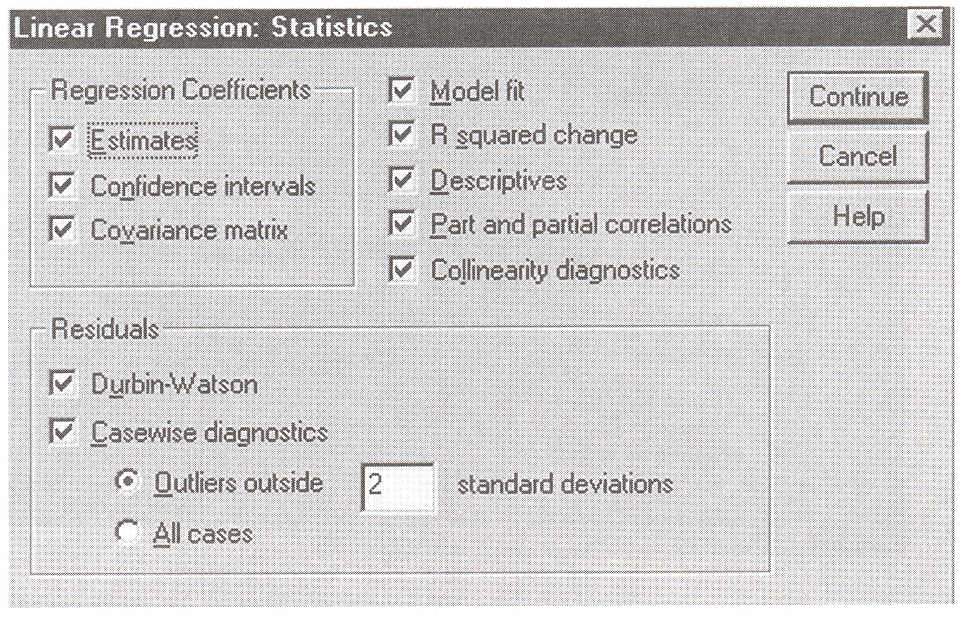 Linear Regression: Statistics
Regression Coefficients
Estimates
Confidence intervals
Covariance matrix
Model fit
R squared change
Descriptives
Part and partial correlations
Collinearity diagnostics
Continue
Cancel
Help
Residuals
Durbin-Watson
Casewise diagnostics
Outliers outside 2 standard deviations
All cases